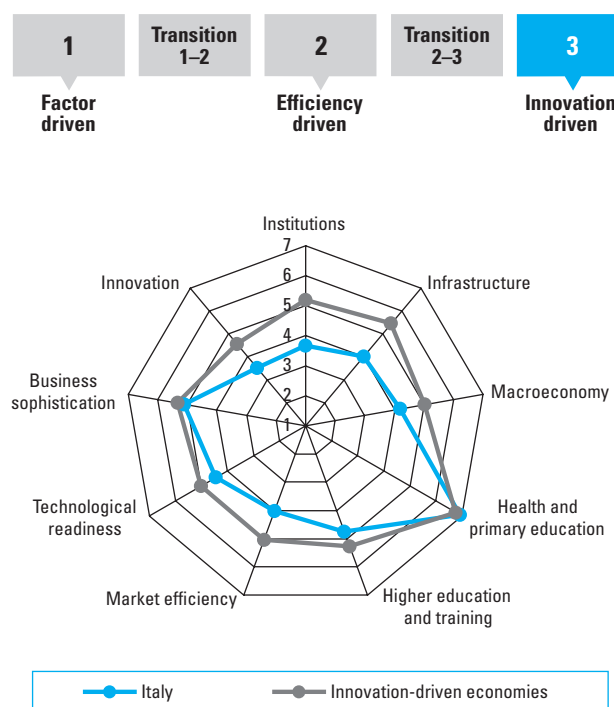 1
Transition
1–2
2
Transition
2–3
3
Factor
driven
Efficiency
driven
Innovation
driven
Institutions
7
6
5
4
3
2
1
Infrastructure
Macroeconomy
Health and
primary education
Higher education
and training
Market efficiency
Technological
readiness
Business
sophistication
Innovation
Italy
Innovation-driven economies